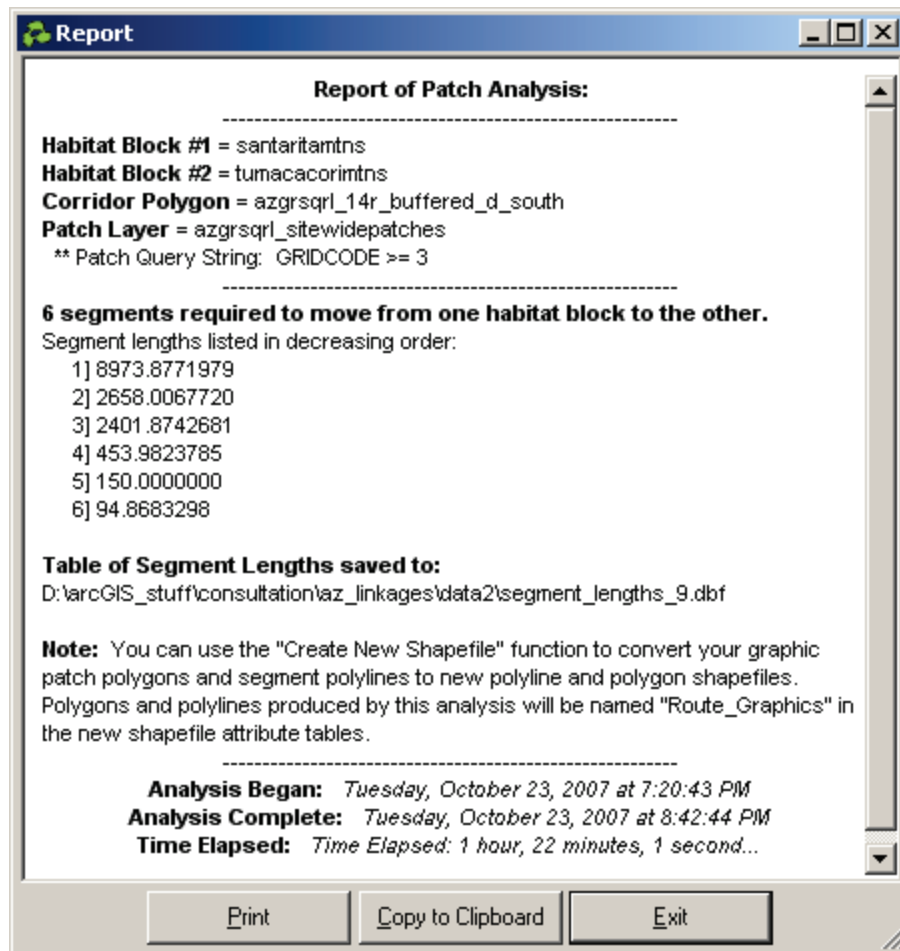 Report
Report of Patch Analysis:
---------------------------------------------------------
Habitat Block #1 = santaritamtns
Habitat Block #2 = tumacacorimtns
Corridor Polygon = azgrsqrl_14r_buffered_d_south
Patch Layer = azgrsqrl_sitewidepatches
** Patch Query String:  GRIDCODE >= 3
---------------------------------------------------------
6 segments required to move from one habitat block to the other.
Segment lengths listed in decreasing order:
1] 8973.8771979
2] 2658.0067720
3] 2401.8742681
4] 453.9823785
5] 150.0000000
6] 94.8683298
Table of Segment Lengths saved to:
D:\arcGIS_stuff\consultation\az_linkages\data2\segment_lengths_9.dbf
Note:  You can use the "Create New Shapefile" function to convert your graphic
patch polygons and segment polylines to new polyline and polygon shapefiles.
Polygons and polylines produced by this analysis will be named "Route_Graphics" in
the new shapefile attribute tables.
---------------------------------------------------------
Analysis Began:   Tuesday, October 23, 2007 at 7:20:43 PM
Analysis Complete:   Tuesday, October 23, 2007 at 8:42:44 PM
Time Elapsed:   Time Elapsed: 1 hour, 22 minutes, 1 second...
Print
Copy to Clipboard
Exit